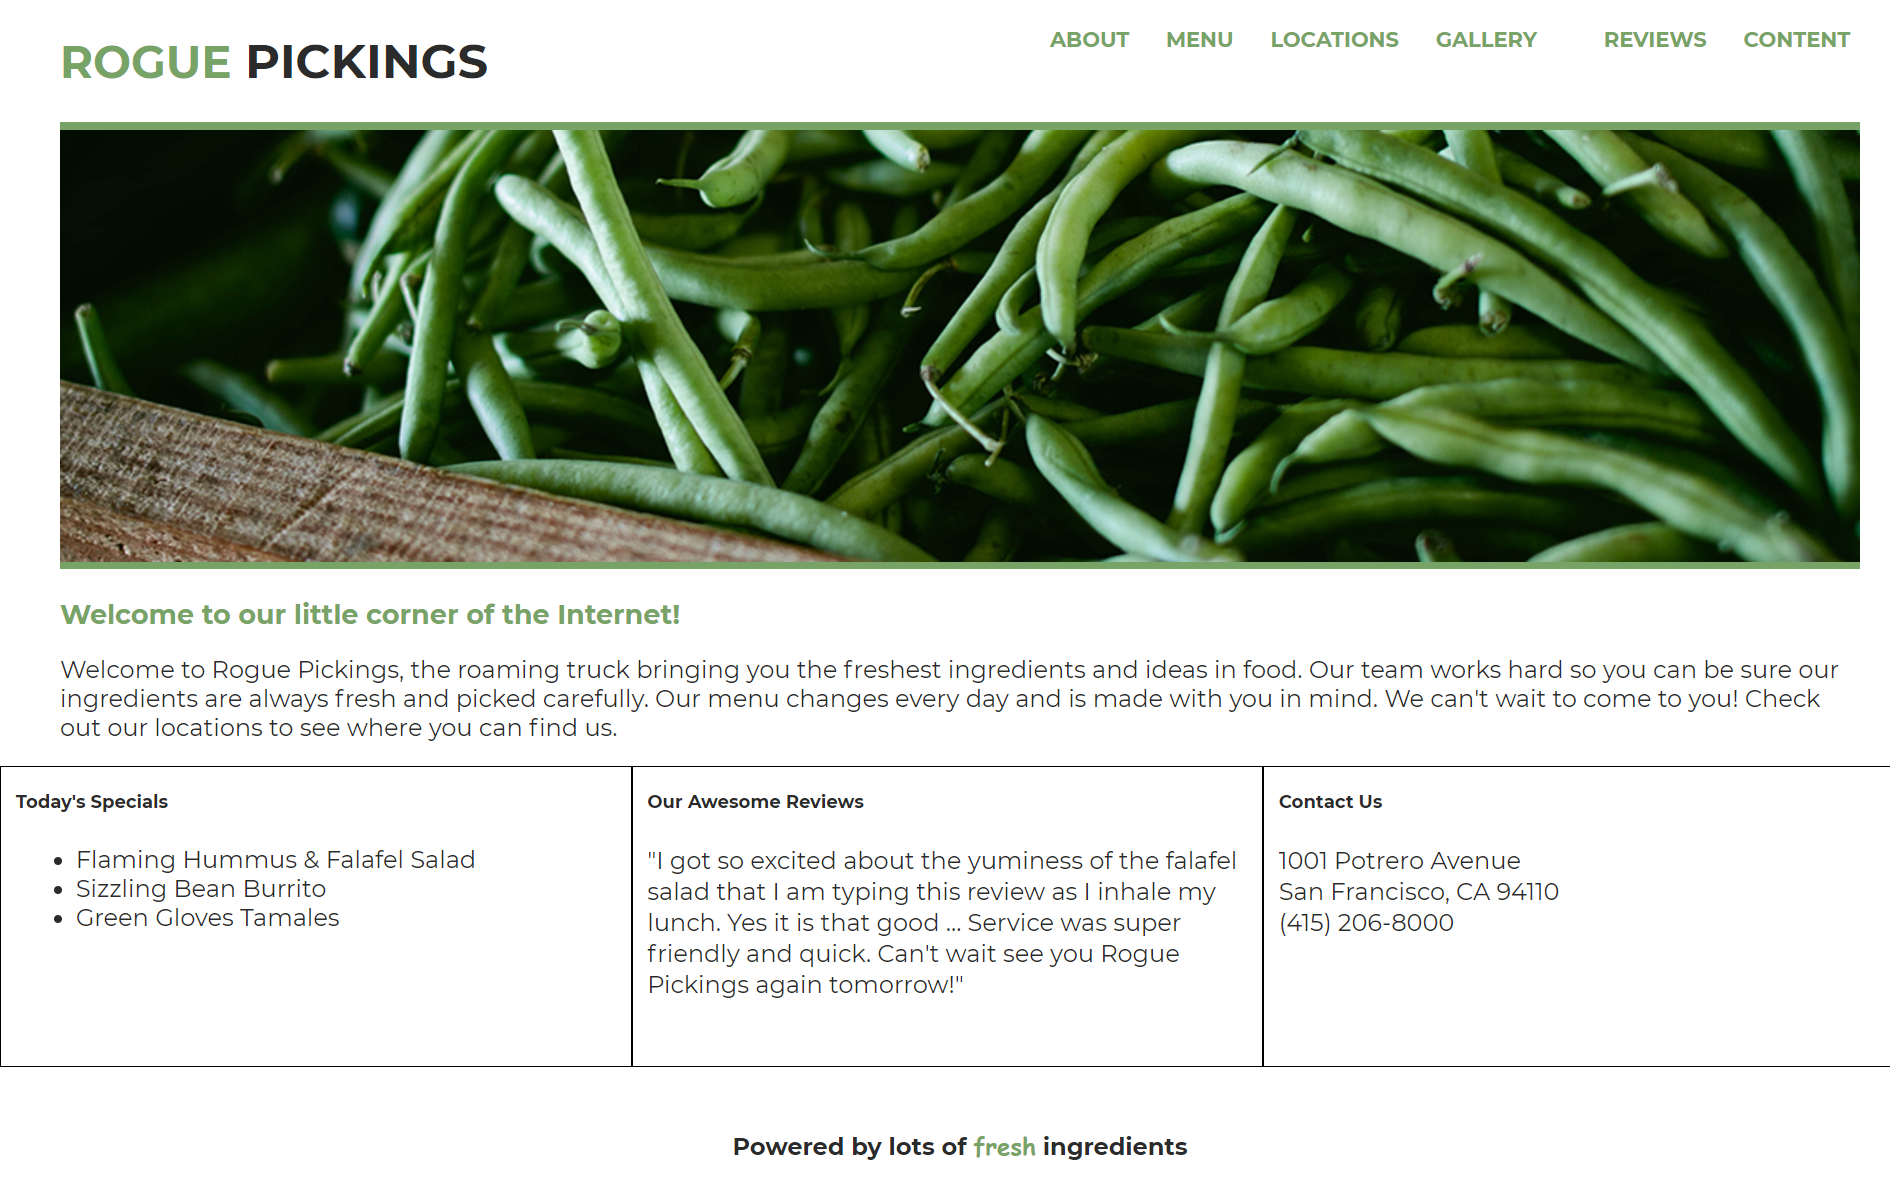 ROGUE PICKINGS
ABOUT MENU LOCATIONS GALLERY REVIEWS CONTENT
Welcome to our little corner of the Internet!
Welcome to Rogue Pickings, the roaming truck bringing you the freshest ingredients and ideas in food. Our team works hard so you can be sure our
ingredients are always fresh and picked carefully. Our menu changes every day and is made with you in mind. We can't wait to come to you! Check
out our locations to see where you can find us.
Today's Specials
Flaming Hummus & Falafel Salad
Sizzling Bean Burrito
Green Gloves Tamales
Our Awesome Reviews
"I got so excited about the yuminess of the falafel
salad that I am typing this review as I inhale my
lunch. Yes it is that good ... Service was super
friendly and quick. Can't wait see you Rogue
Pickings again tomorrow!"
Contact Us
1001 Potrero Avenue
San Francisco, CA 94110
(415) 206-8000
Powered by lots of fresh ingredients